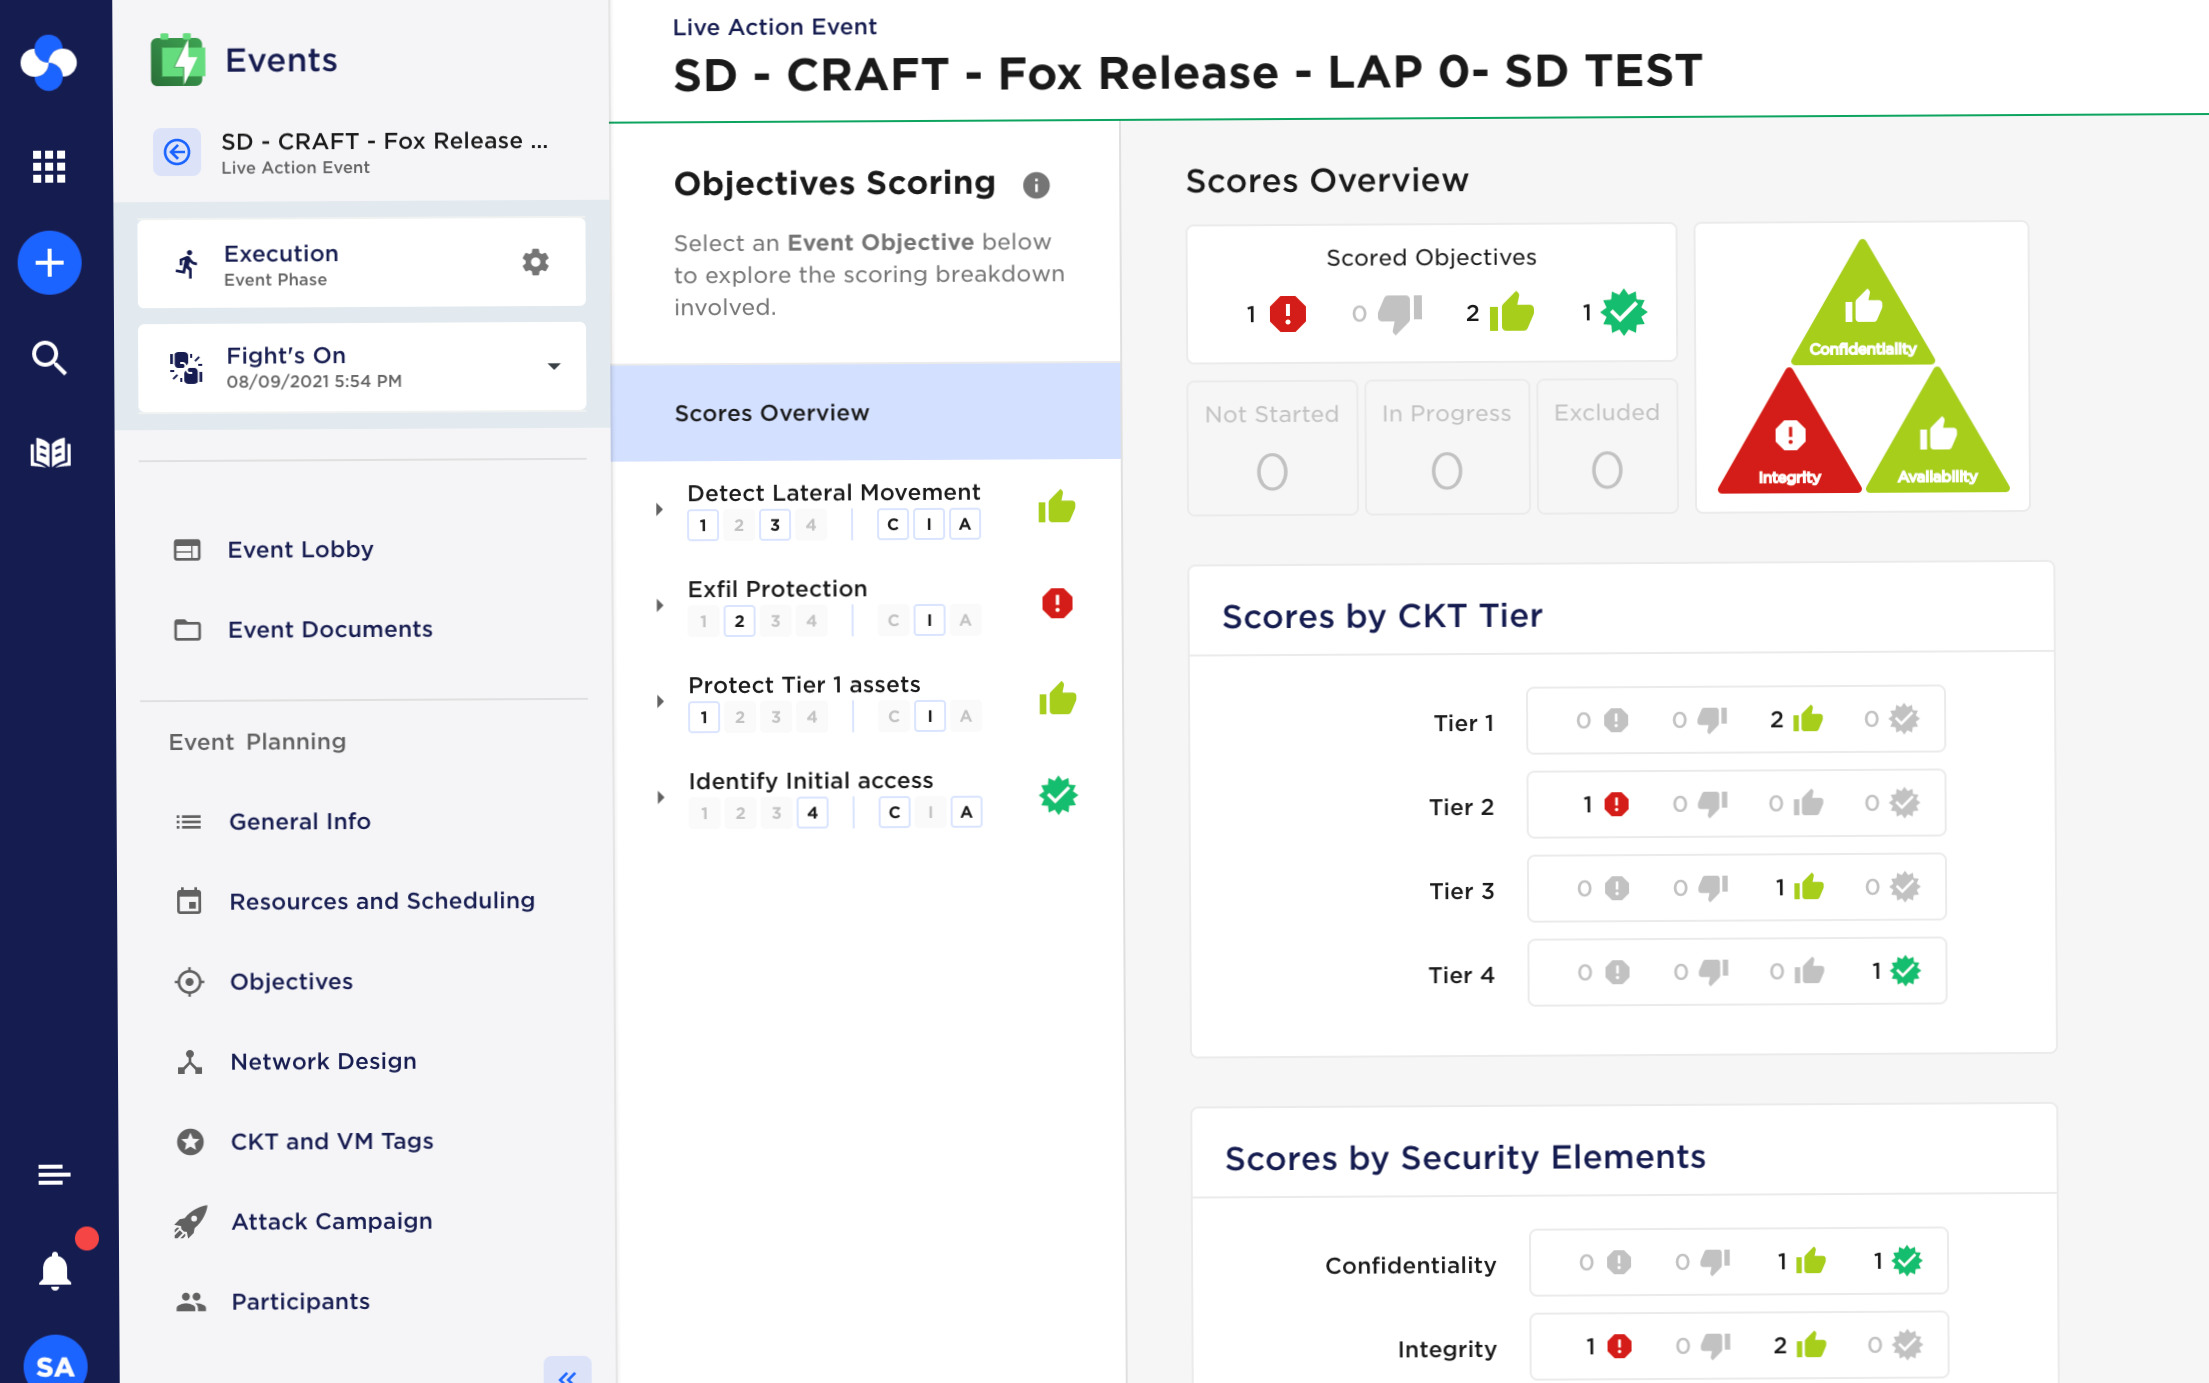 Events
SD - CRAFT - Fox Release ...
Live Action Event
Execution
Event Phase
Fight's On
08/09/2021 5:54 PM
Event Lobby
Event Documents
Event Planning
General Info
Resources and Scheduling
Objectives
Network Design
CKT and VM Tags
Attack Campaign
Participants
SA
Live Action Event
SD - CRAFT - Fox Release - LAP 0- SD TEST
Objectives Scoring
Select an Event Objective below
to explore the scoring breakdown
involved.
Scores Overview
Detect Lateral Movement
1 2 3 4 C I A
Exfil Protection
1 2 3 4 C I A
Protect Tier 1 assets
1 2 3 4 C I A
Identify Initial access
1 2 3 4 C I A
Scores Overview
Scored Objectives
1 0 2 1
Not Started In Progress Excluded
0 0 0
Confidentiality
Integrity Availability
Scores by CKT Tier
Tier 1 0 0 2 0
Tier 2 1 0 0 0
Tier 3 0 0 1 0
Tier 4 0 0 0 1
Scores by Security Elements
Confidentiality 0 0 1 1
Integrity 1 0 2 0